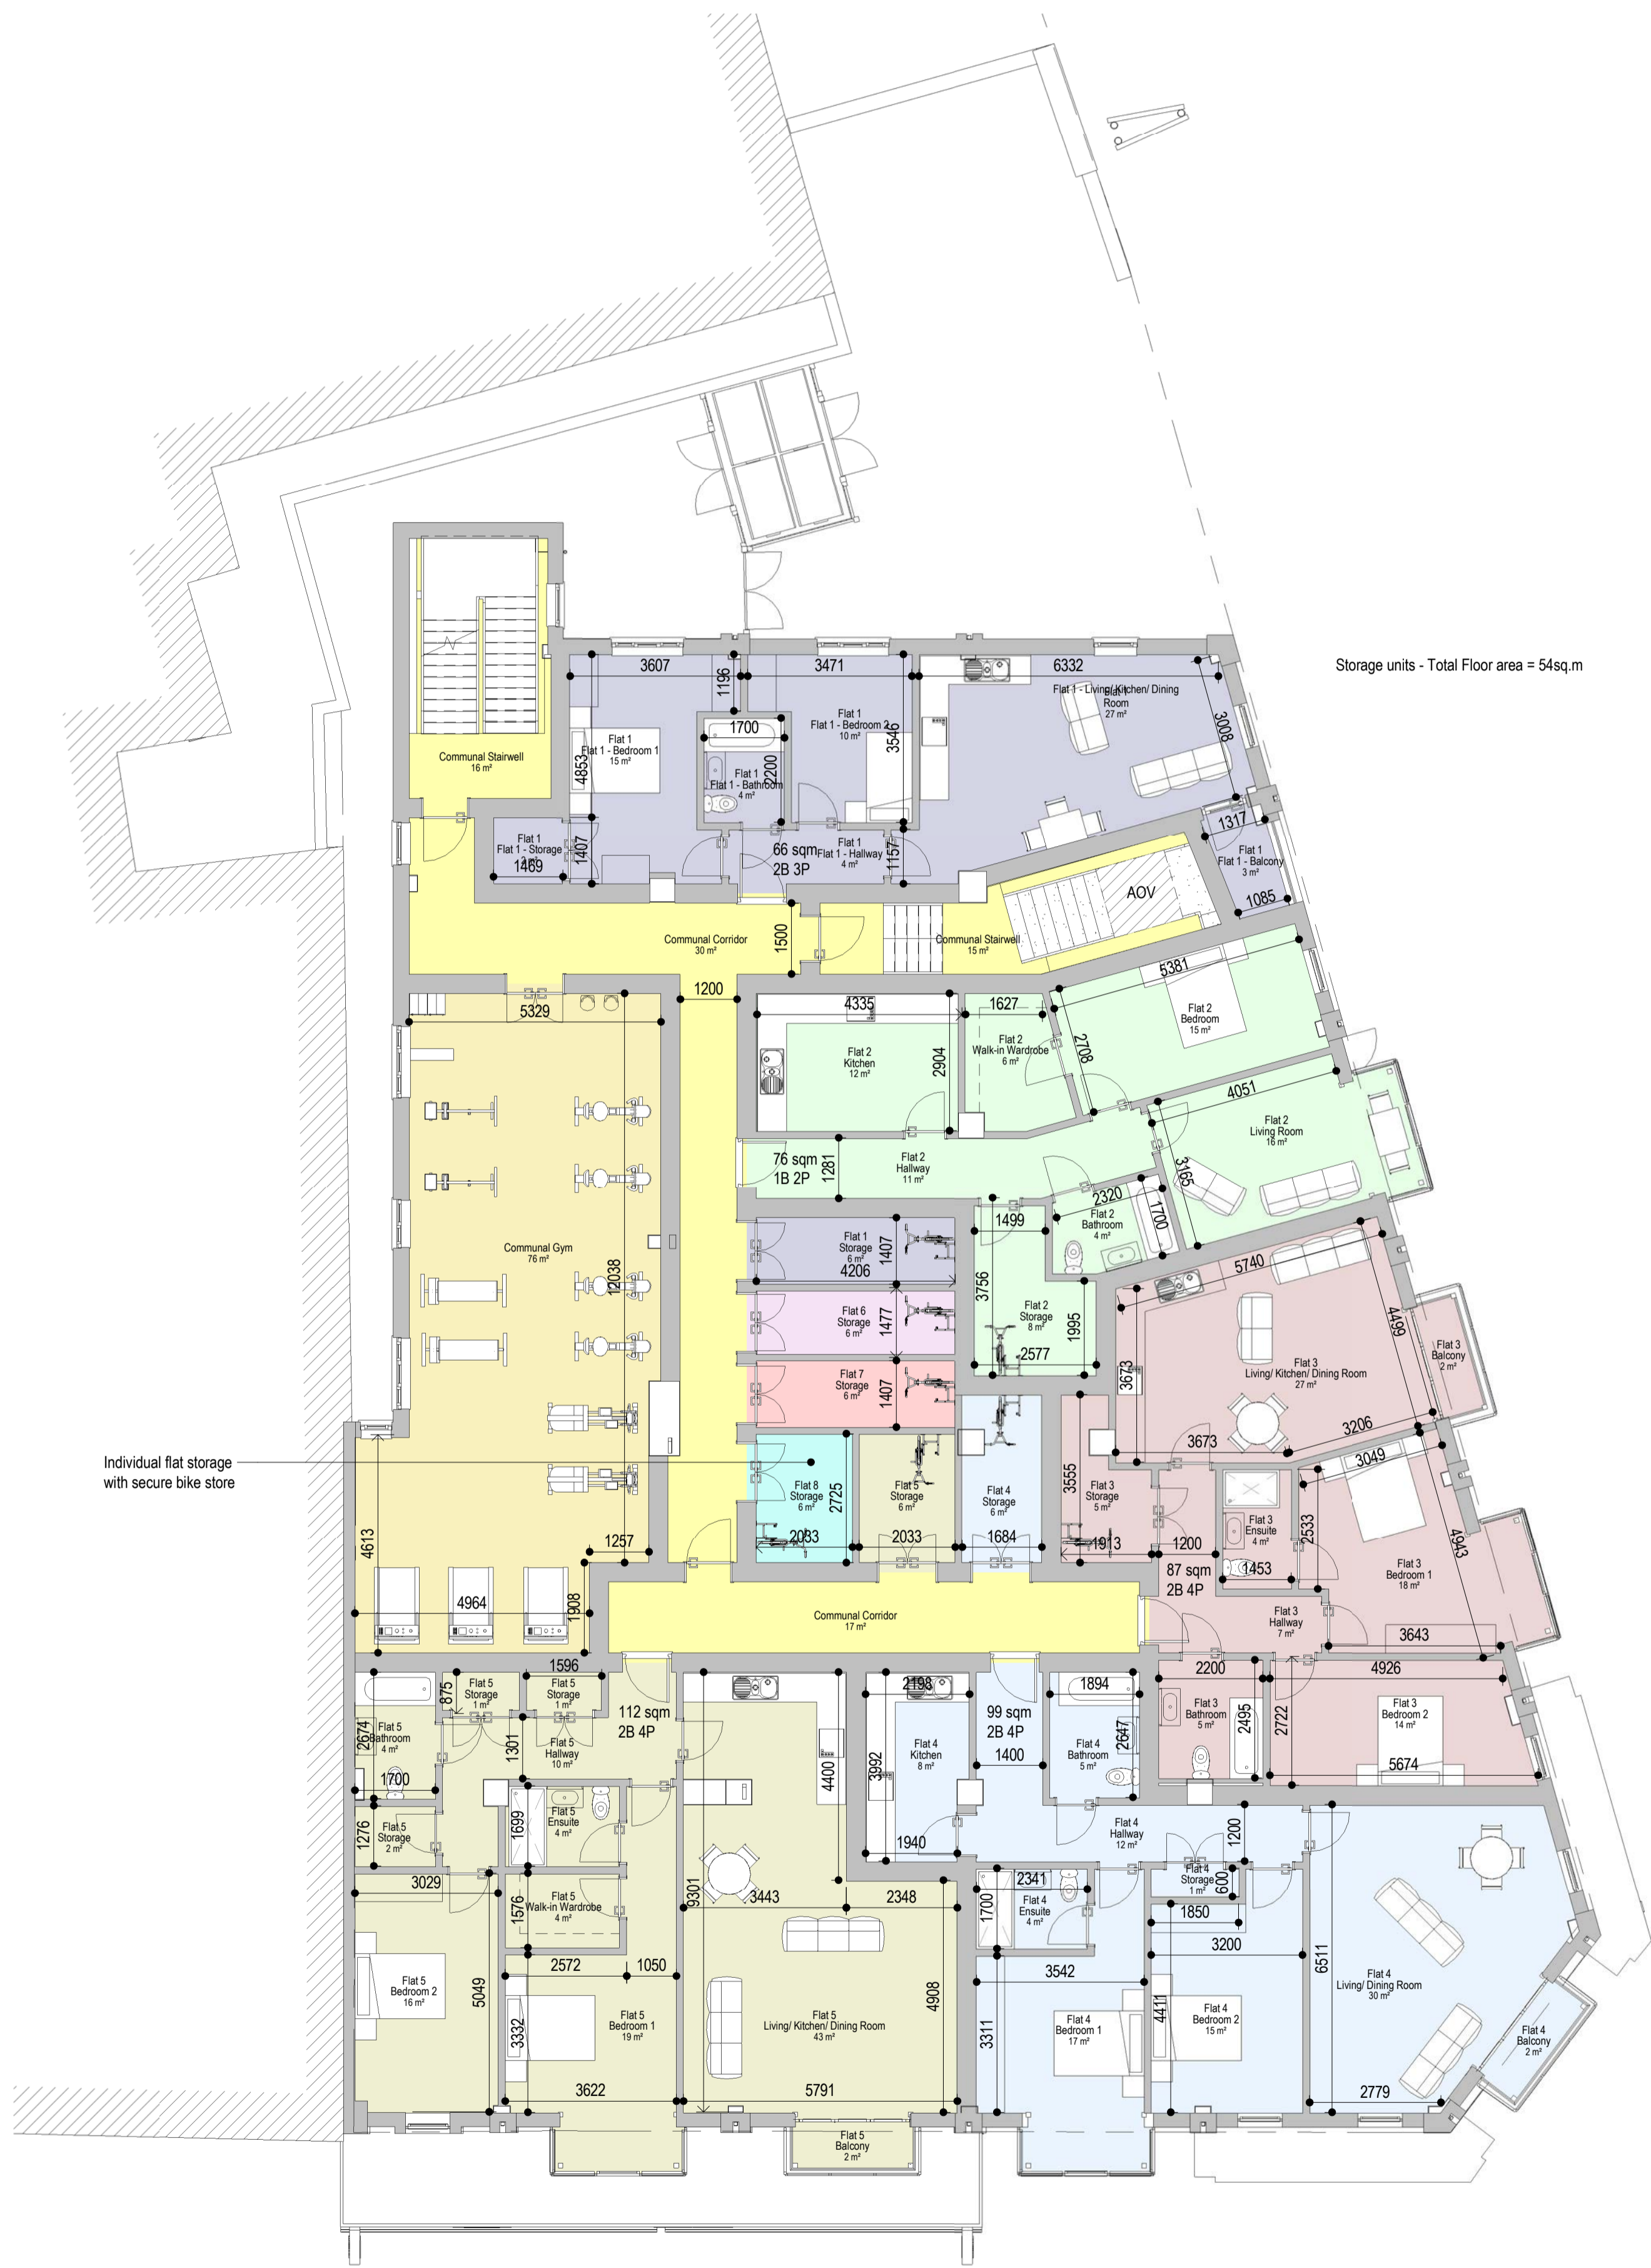 Storage units - Total Floor area = 54sq.m
3607
3471
6332
1196
Flat 1 - Living/ Kitchen/ Dining
Room
27 m²
3008
Flat 1
Flat 1 - Bedroom 2
10 m²
3546
1700
Flat 1
Flat 1 - Bedroom 1
15 m²
4853
Communal Stairwell
16 m²
Flat 1
Flat 1 - Bathroom
4 m²
2200
1317
Flat 1
Flat 1 - Storage
1469
1407
66 sqm
2B 3P
Flat 1
Flat 1 - Hallway
4 m²
1157
Flat 1
Flat 1 - Balcony
3 m²
1085
AOV
Communal Corridor
30 m²
1500
Communal Stairwell
15 m²
1200
5329
4335
1627
5381
Flat 2
Kitchen
12 m²
2904
Flat 2
Walk-in Wardrobe
6 m²
2708
Flat 2
Bedroom
15 m²
4051
Flat 2
Living Room
16 m²
3165
76 sqm
1B 2P
1281
Flat 2
Hallway
11 m²
2320
Flat 2
Bathroom
4 m²
1700
1499
Communal Gym
76 m²
12038
Flat 1
Storage
6 m²
1407
4206
3756
5740
Flat 6
Storage
6 m²
1477
Flat 2
Storage
8 m²
1995
2577
4499
Flat 3
Balcony
2 m²
Flat 7
Storage
6 m²
1407
3673
Flat 3
Living/ Kitchen/ Dining Room
27 m²
3206
3673
3049
Individual flat storage
with secure bike store
Flat 8
Storage
6 m²
2725
2033
Flat 5
Storage
6 m²
2033
Flat 4
Storage
6 m²
1684
3555
Flat 3
Storage
5 m²
1913
1200
Flat 3
Ensuite
4 m²
1453
2533
4943
Flat 3
Bedroom 1
18 m²
4613
1257
87 sqm
2B 4P
4964
1908
Communal Corridor
17 m²
Flat 3
Hallway
7 m²
3643
1596
875
Flat 5
Storage
1 m²
Flat 5
Storage
1 m²
112 sqm
2B 4P
2198
99 sqm
2B 4P
1894
2200
4926
2674
Flat 5
Bathroom
4 m²
1700
1301
Flat 5
Hallway
10 m²
4400
3992
Flat 4
Kitchen
8 m²
1400
Flat 4
Bathroom
5 m²
2647
Flat 3
Bathroom
5 m²
2495
2722
Flat 3
Bedroom 2
14 m²
5674
1276
Flat 5
Storage
2 m²
1699
Flat 5
Ensuite
4 m²
1940
Flat 4
Hallway
12 m²
1200
3029
1576
Flat 5
Walk-in Wardrobe
4 m²
9301
3443
2348
2341
1700
Flat 4
Ensuite
4 m²
Flat 4
Storage
1 m²
600
1850
3200
6511
2572
1050
3542
Flat 5
Bedroom 2
16 m²
5049
3332
Flat 5
Bedroom 1
19 m²
Flat 5
Living/ Kitchen/ Dining Room
43 m²
4908
3311
Flat 4
Bedroom 1
17 m²
4411
Flat 4
Bedroom 2
15 m²
Flat 4
Living/ Dining Room
30 m²
Flat 4
Balcony
2 m²
3622
5791
2779
Flat 5
Balcony
2 m²